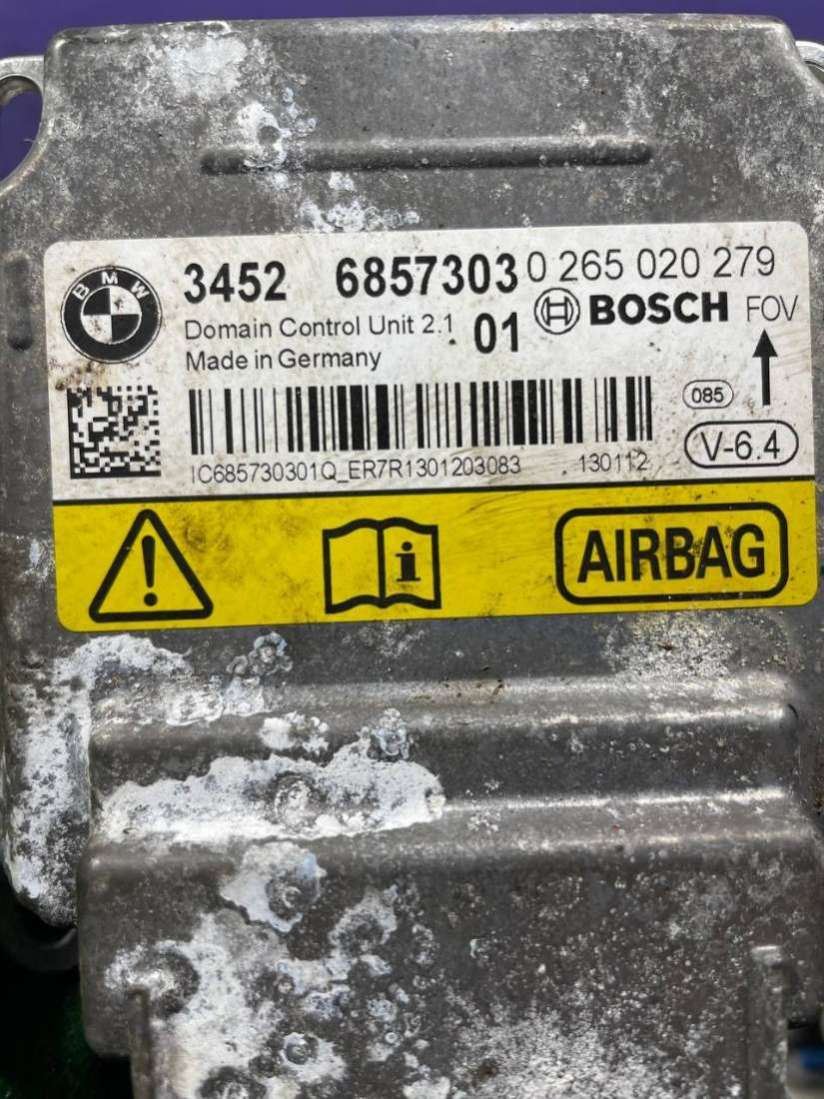 BMW
3452 6857303 0 265 020 279
Domain Control Unit 2.1 01 BOSCH FOV
Made in Germany
085
V-6.4
IC685730301Q_ER7R1301203083 130112
AIRBAG